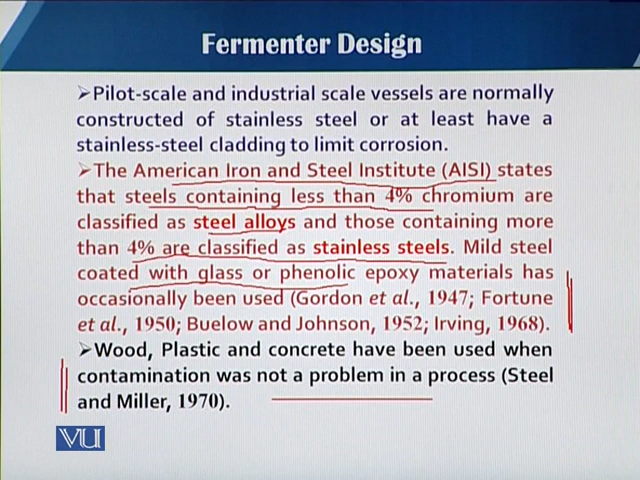 Fermenter Design
➢Pilot-scale and industrial scale vessels are normally
constructed of stainless steel or at least have a
stainless-steel cladding to limit corrosion.
➢The American Iron and Steel Institute (AISI) states
that steels containing less than 4% chromium are
classified as steel alloys and those containing more
than 4% are classified as stainless steels. Mild steel
coated with glass or phenolic epoxy materials has
occasionally been used (Gordon et al., 1947; Fortune
et al., 1950; Buelow and Johnson, 1952; Irving, 1968).
➢Wood, Plastic and concrete have been used when
contamination was not a problem in a process (Steel
and Miller, 1970).
VU